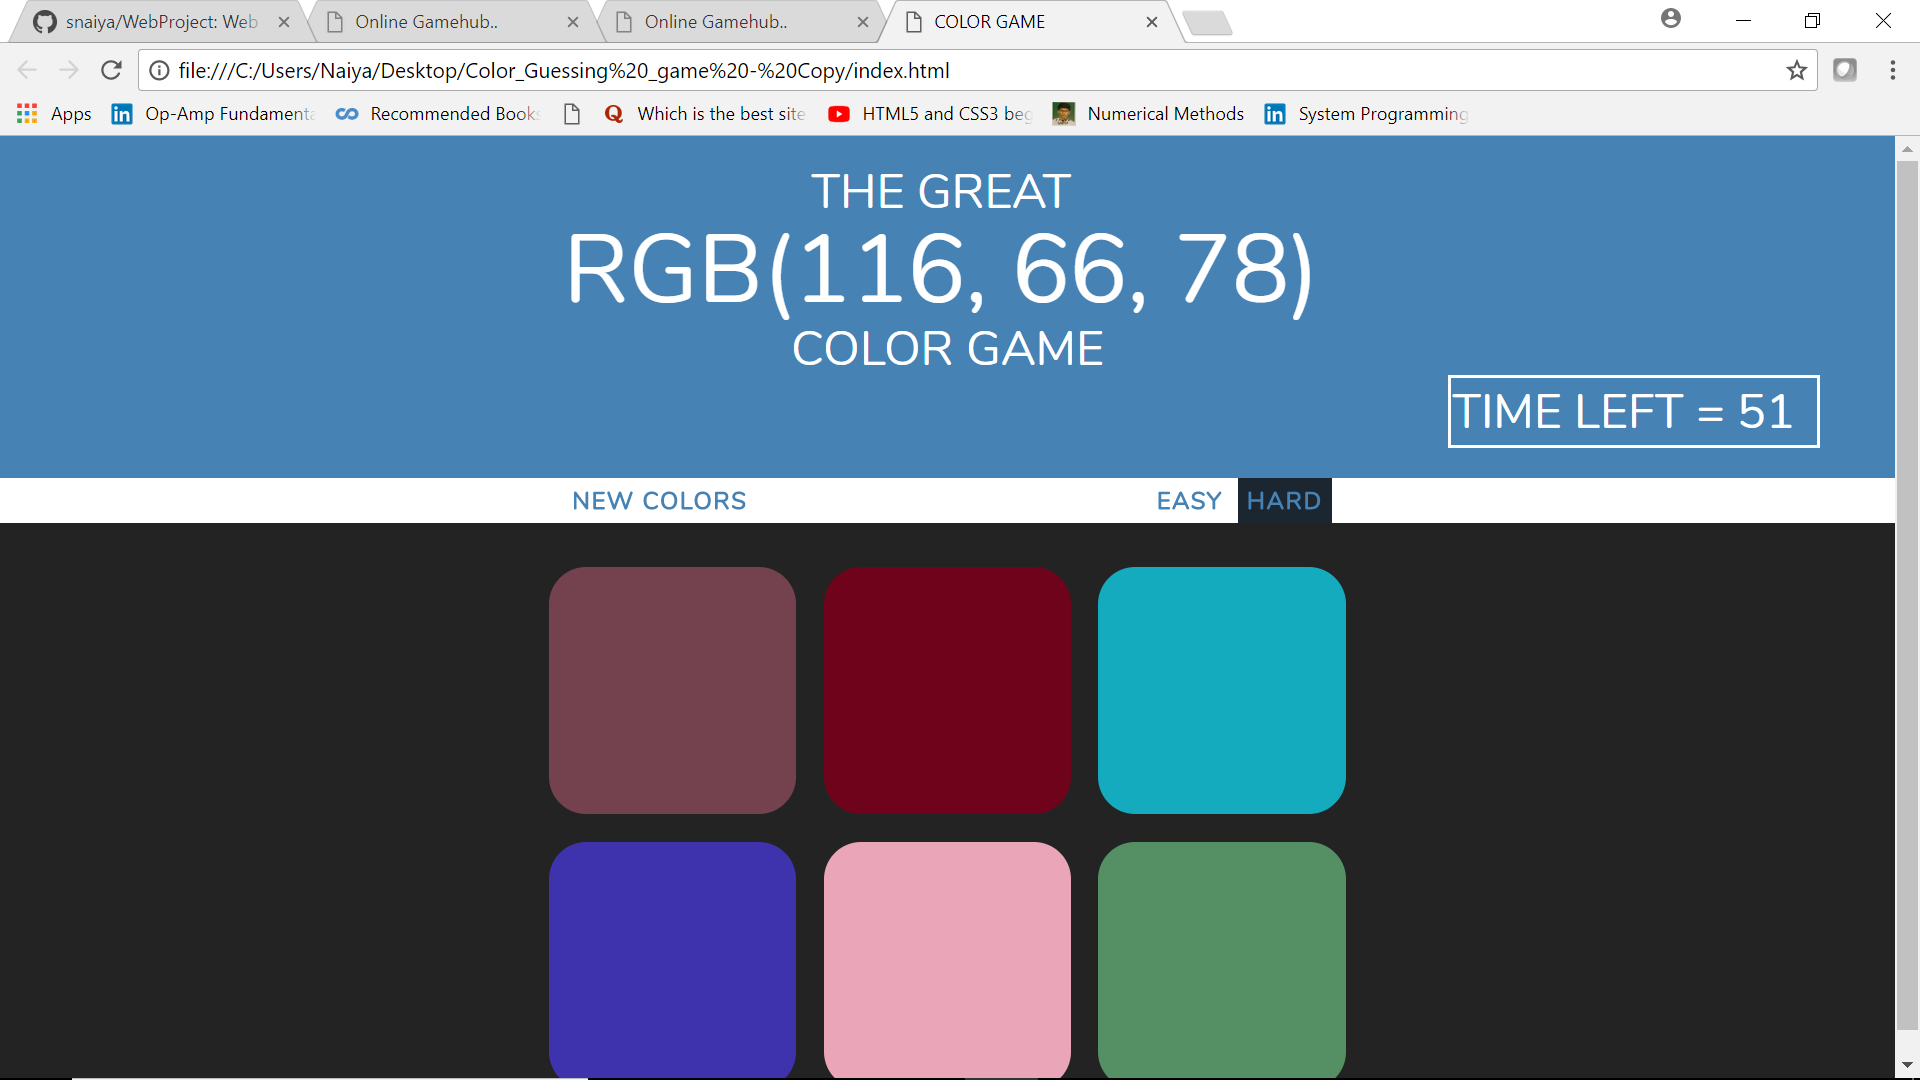 snaiya/WebProject: Web
Online Gamehub..
Online Gamehub..
COLOR GAME
file:///C:/Users/Naiya/Desktop/Color_Guessing%20_game%20-%20Copy/index.html
Apps
Op-Amp Fundamenta
Recommended Books
Which is the best site
HTML5 and CSS3 beg
Numerical Methods
System Programming
THE GREAT
RGB(116, 66, 78)
COLOR GAME
TIME LEFT = 51
NEW COLORS
EASY
HARD